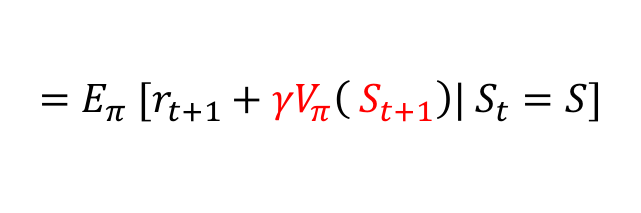 = E_π [r_{t+1} + γV_π( S_{t+1})| S_t = S]